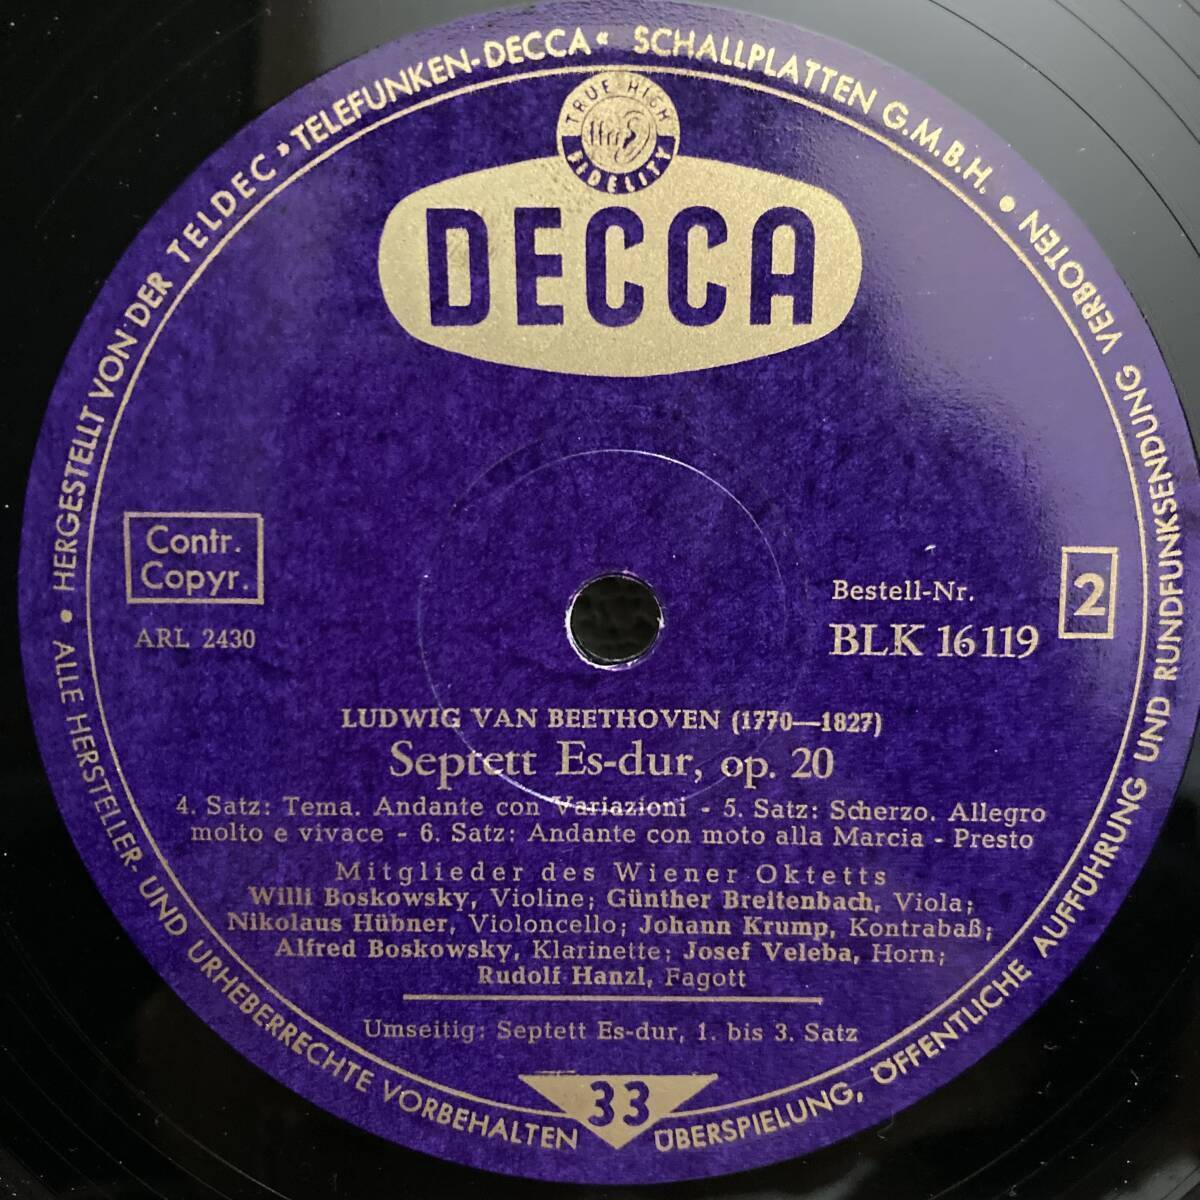 HERGESTELLT VON DER TELDEC »TELEFUNKEN-DECCA« SCHALLPLATTEN G.M.B.H. •
ALLE HERSTELLER- UND URHEBERRECHTE VORBEHALTEN
ÜBERSPIELUNG, ÖFFENTLICHE AUFFÜHRUNG UND RUNDFUNKSENDUNG VERBOTEN •
TRUE HIGH
ffrr
FIDELITY
DECCA
Contr.
Copyr.
ARL 2430
Bestell-Nr.
BLK 16119
2
LUDWIG VAN BEETHOVEN (1770—1827)
Septett Es-dur, op. 20
4. Satz: Tema. Andante con Variazioni - 5. Satz: Scherzo. Allegro
molto e vivace - 6. Satz: Andante con moto alla Marcia - Presto
Mitglieder des Wiener Oktetts
Willi Boskowsky, Violine; Günther Breitenbach, Viola;
Nikolaus Hübner, Violoncello; Johann Krump, Kontrabaß;
Alfred Boskowsky, Klarinette; Josef Veleba, Horn;
Rudolf Hanzl, Fagott
Umseitig: Septett Es-dur, 1. bis 3. Satz
33